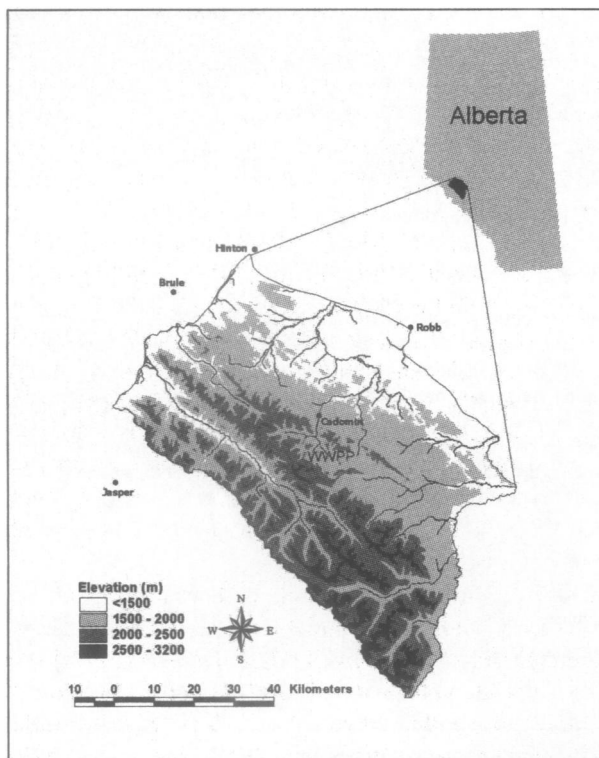 Alberta
Hinton
Brule
Robb
Cadomin
WWPP
Jasper
Elevation (m)
<1500
1500 - 2000
2000 - 2500
2500 - 3200
N
W E
S
10 0 10 20 30 40 Kilometers